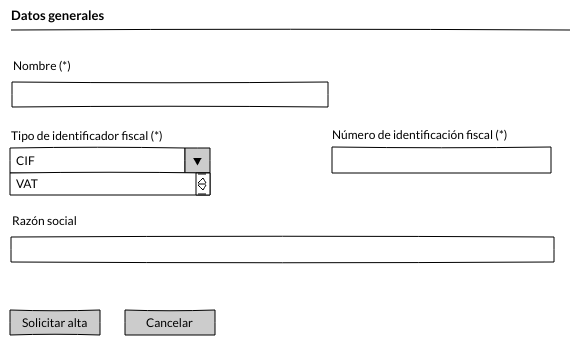 Datos generales
Nombre (*)
Tipo de identificador fiscal (*)
Número de identificación fiscal (*)
CIF
VAT
Razón social
Solicitar alta
Cancelar